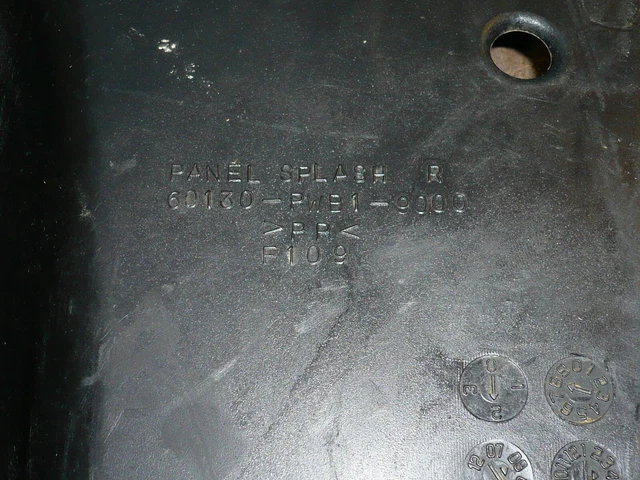 PANEL SPLASH R
60130-PWB1-9000
>PP<
P109